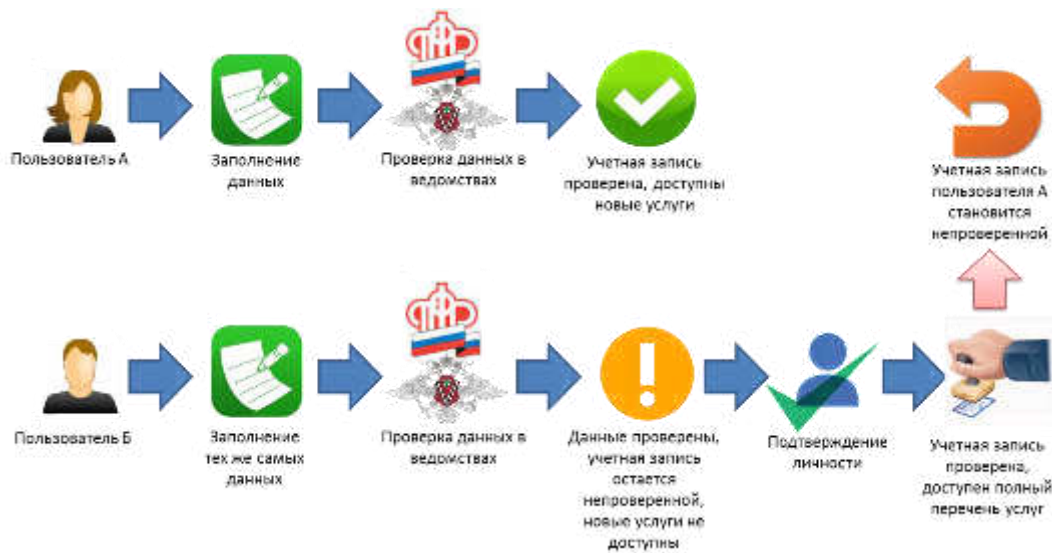 Пользователь А
Заполнение
данных
Проверка данных в
ведомствах
Учетная запись
проверена, доступны
новые услуги
Учетная запись
пользователя А
становится
непроверенной
Пользователь Б
Заполнение
тех же самых
данных
Проверка данных в
ведомствах
Данные проверены,
учетная запись
остается
непроверенной,
новые услуги не
доступны
Подтверждение
личности
Учетная запись
проверена,
доступен полный
перечень услуг